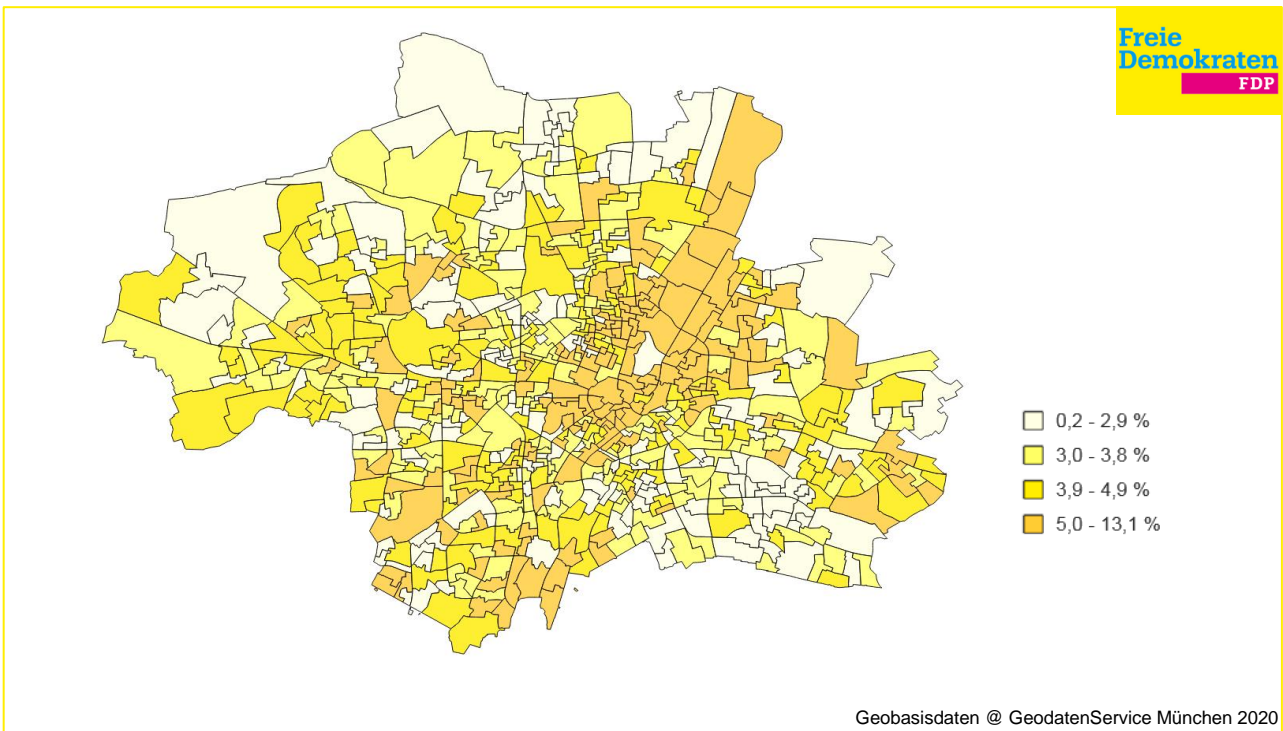 Freie
Demokraten
FDP
0,2 - 2,9 %
3,0 - 3,8 %
3,9 - 4,9 %
5,0 - 13,1 %
Geobasisdaten @ GeodatenService München 2020